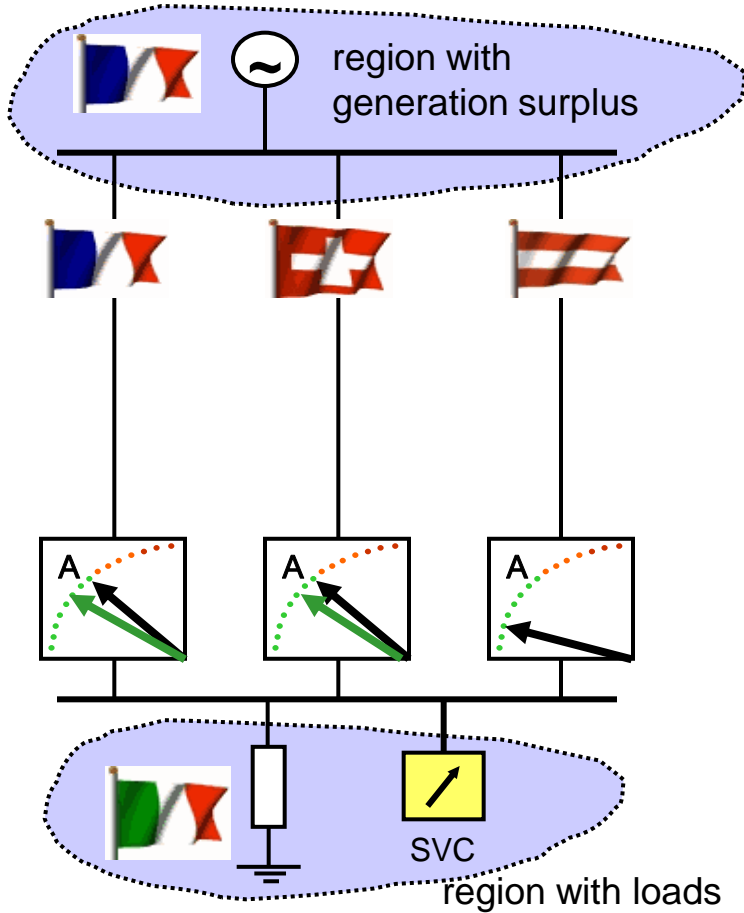 ~
region with
generation surplus
A
A
A
SVC
region with loads